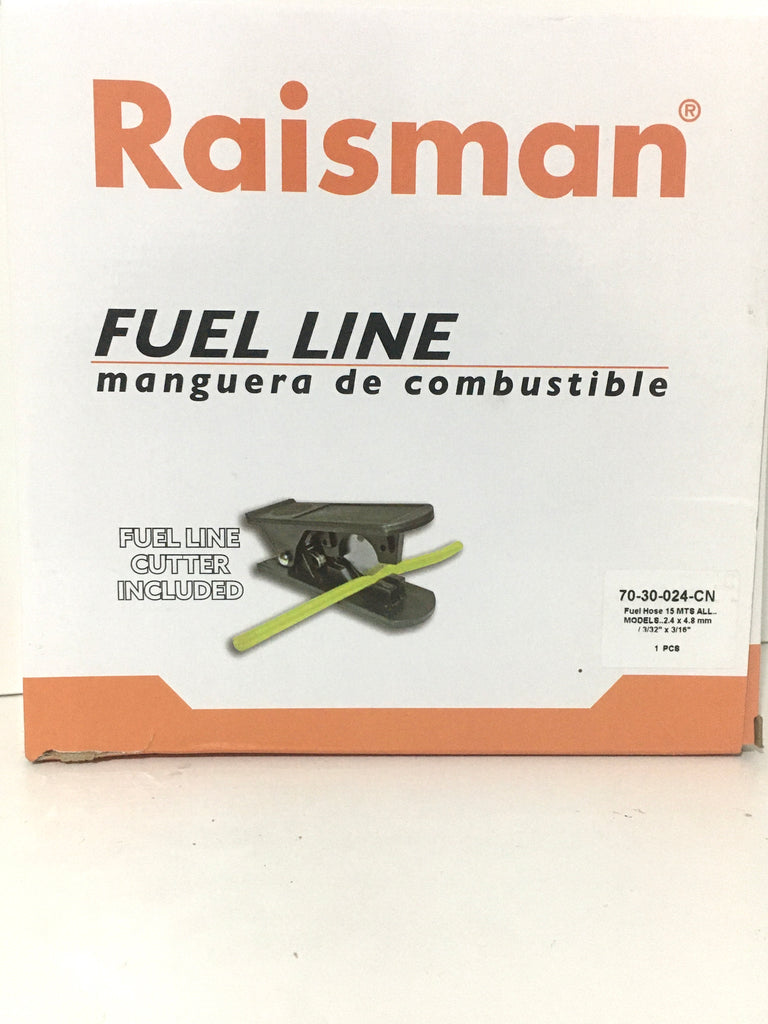 Raisman®
FUEL LINE
manguera de combustible
FUEL LINE
CUTTER
INCLUDED
70-30-024-CN
Fuel Hose 15 MTS ALL..
MODELS..2.4 x 4.8 mm
/ 3/32" x 3/16"
1 PCS